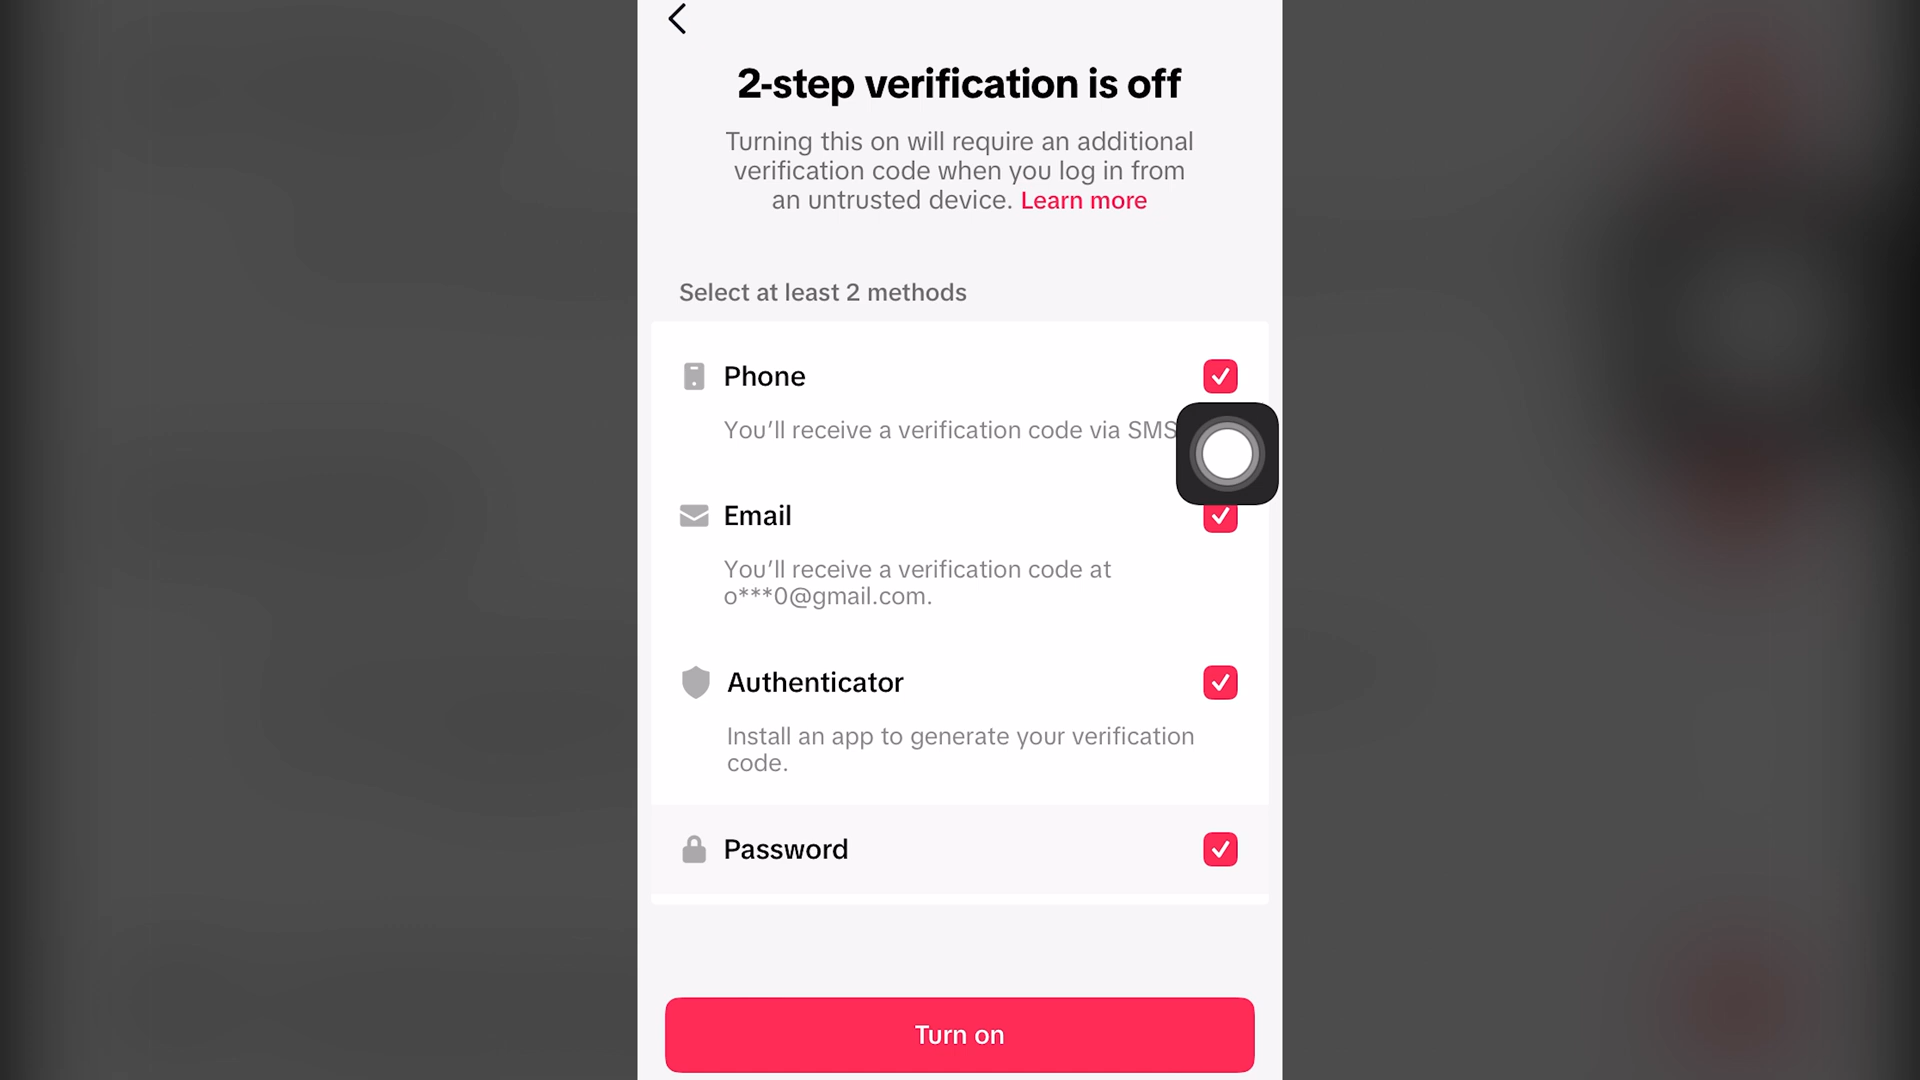 2-step verification is off
Turning this on will require an additional
verification code when you log in from
an untrusted device. Learn more
Select at least 2 methods
Phone
You’ll receive a verification code via SMS
Email
You’ll receive a verification code at
o***0@gmail.com.
Authenticator
Install an app to generate your verification
code.
Password
Turn on